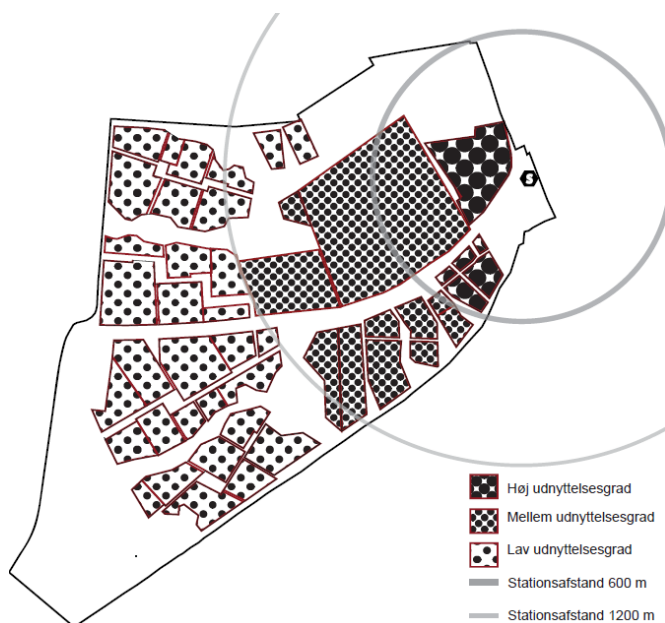 S
Høj udnyttelsesgrad
Mellem udnyttelsesgrad
Lav udnyttelsesgrad
Stationsafstand 600 m
Stationsafstand 1200 m